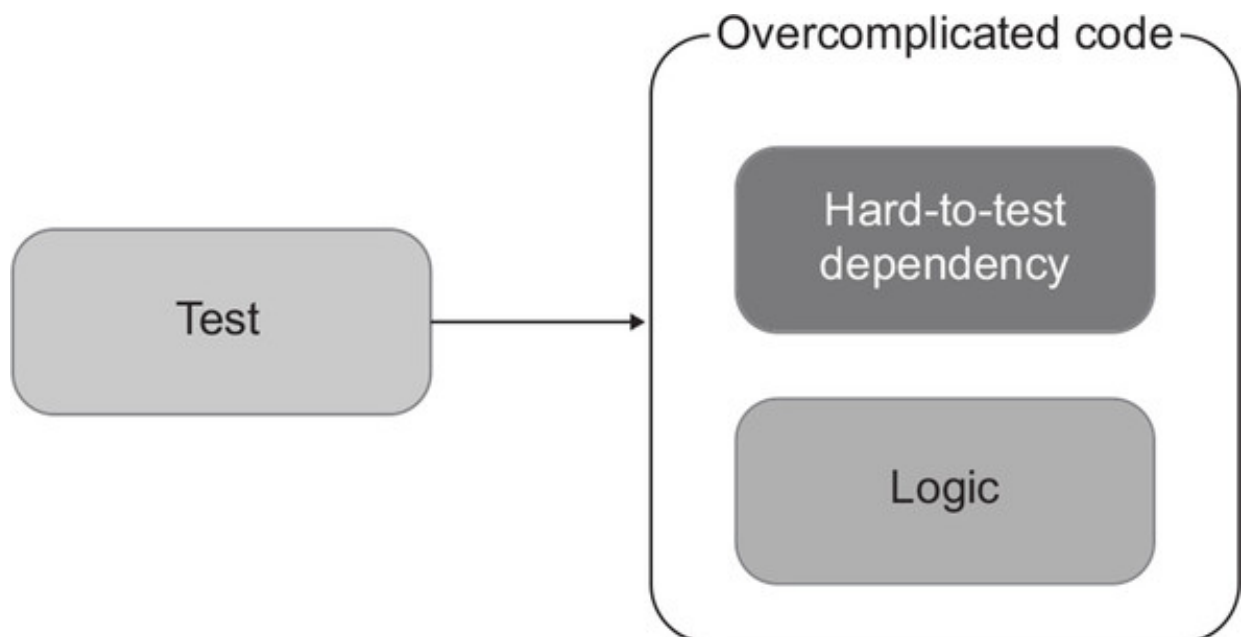 Overcomplicated code
Hard-to-test
dependency
Test
Logic